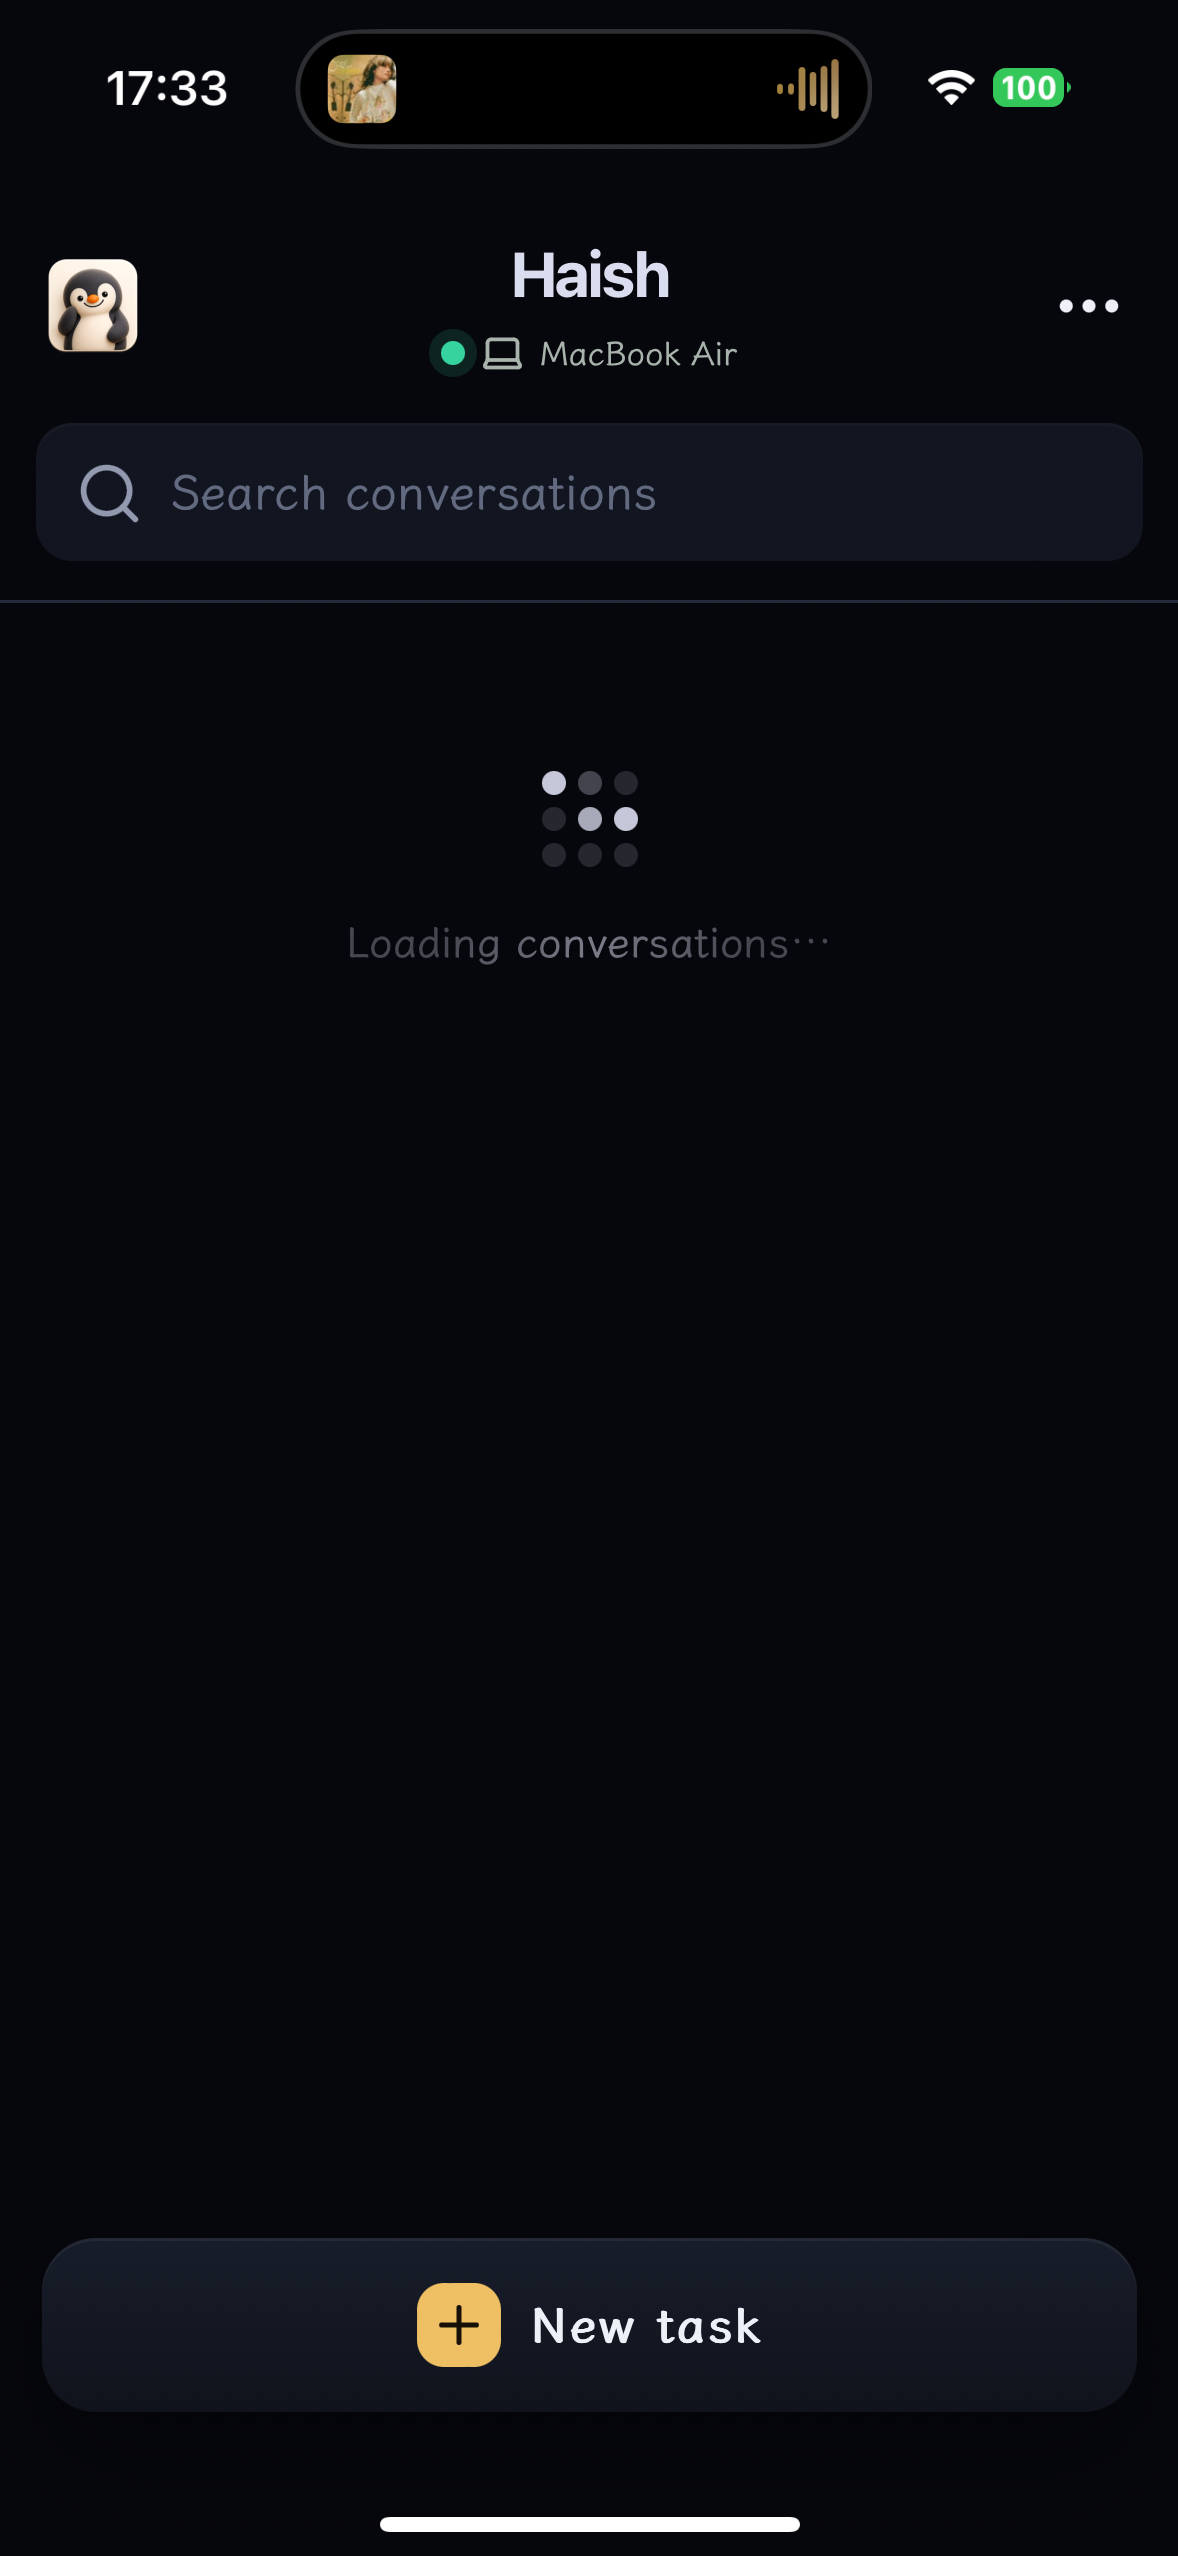 17:33
100
Haish
MacBook Air
Search conversations
Loading conversations···
New task